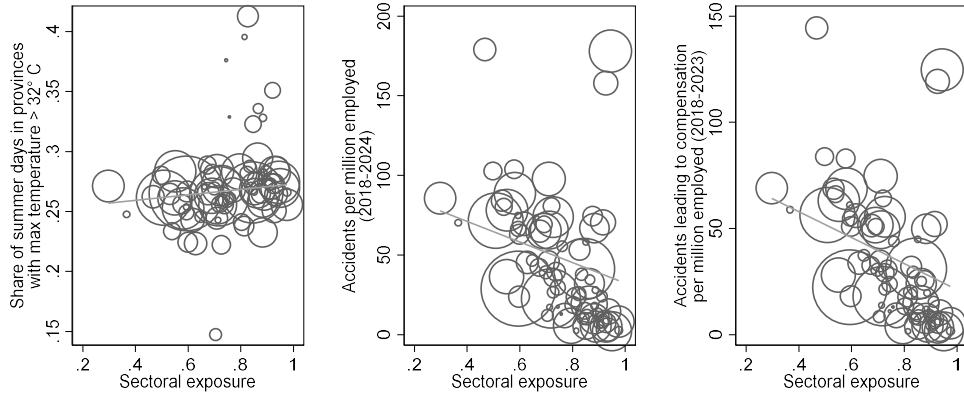 Share of summer days in provinces
with max temperature > 32° C
.15 .2 .25 .3 .35 .4
.2 .4 .6 .8 1
Sectoral exposure
Accidents per million employed
(2018-2024)
0 50 100 150 200
.2 .4 .6 .8 1
Sectoral exposure
Accidents leading to compensation
per million employed (2018-2023)
0 50 100 150
.2 .4 .6 .8 1
Sectoral exposure